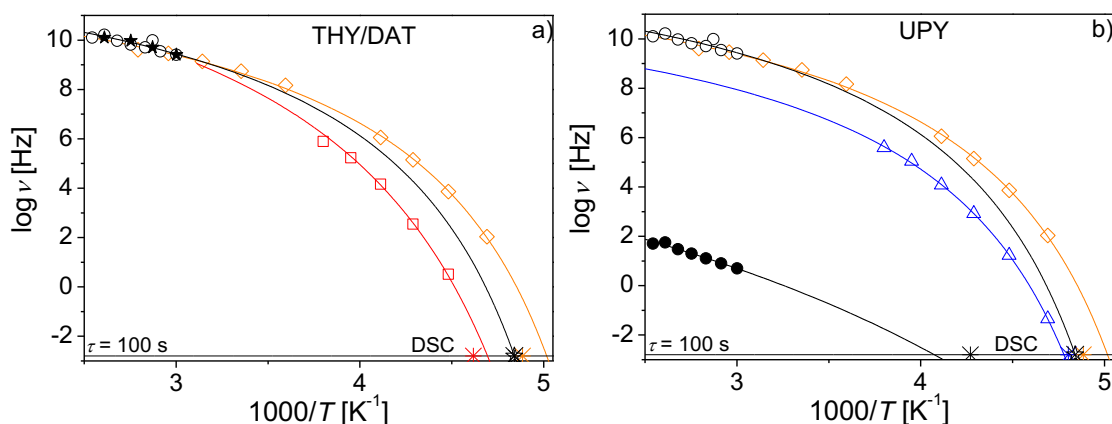 THY/DAT
a)
10
8
6
4
2
0
-2
log ν [Hz]
τ = 100 s
DSC
3
4
5
1000/T [K⁻¹]
UPY
b)
10
8
6
4
2
0
-2
log ν [Hz]
τ = 100 s
DSC
3
4
5
1000/T [K⁻¹]